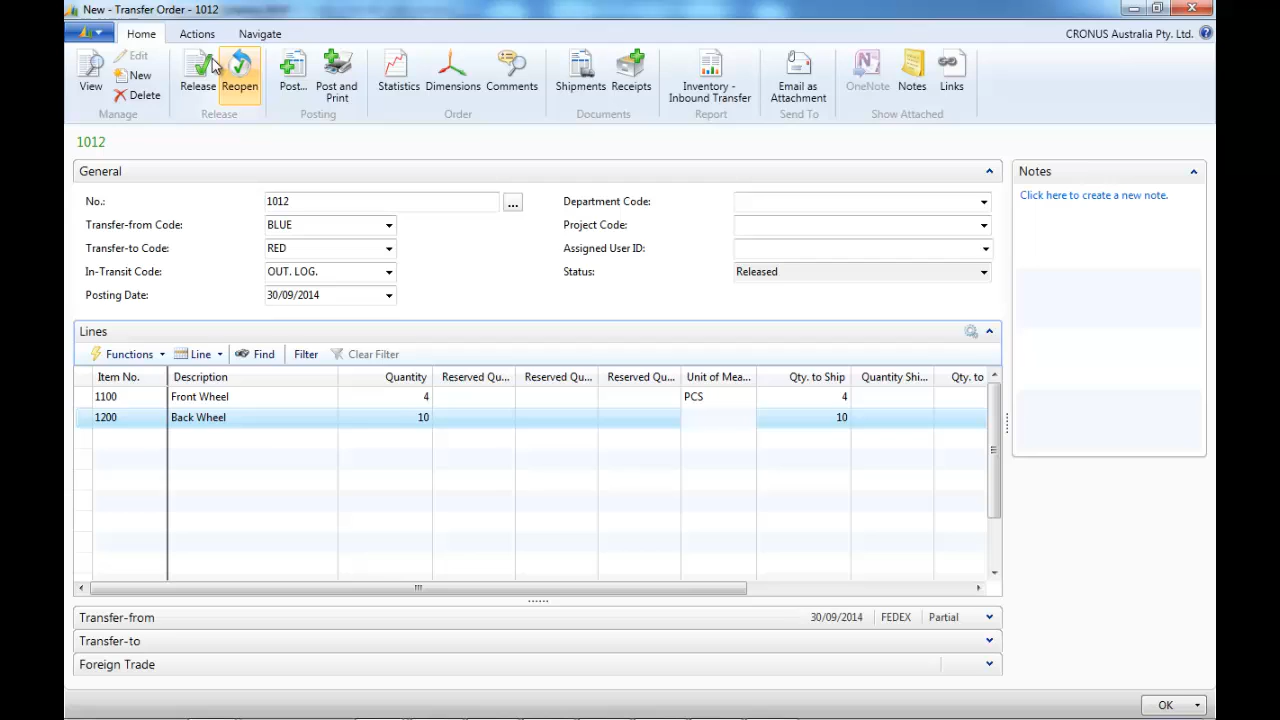 New - Transfer Order - 1012
Home Actions Navigate CRONUS Australia Pty. Ltd.
View Edit New Delete Release Reopen Post... Post and Print Statistics Dimensions Comments Shipments Receipts Inventory - Inbound Transfer Email as Attachment OneNote Notes Links
Manage Release Posting Order Documents Report Send To Show Attached
1012
General
No.: 1012 ... Department Code:
Transfer-from Code: BLUE Project Code:
Transfer-to Code: RED Assigned User ID:
In-Transit Code: OUT. LOG. Status: Released
Posting Date: 30/09/2014
Notes
Click here to create a new note.
Lines
Functions Line Find Filter Clear Filter
Item No. Description Quantity Reserved Qu... Reserved Qu... Reserved Qu... Unit of Mea... Qty. to Ship Quantity Shi... Qty. to
1100 Front Wheel 4 PCS 4
1200 Back Wheel 10 10
Transfer-from 30/09/2014 FEDEX Partial
Transfer-to
Foreign Trade
OK